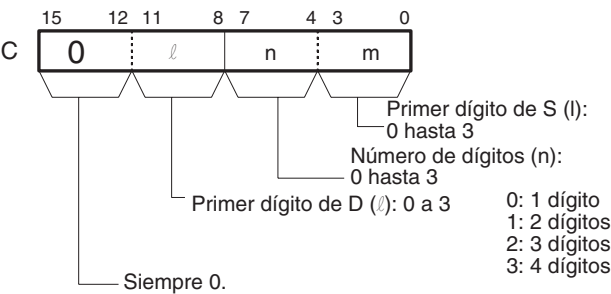 15 12 11 8 7 4 3 0
C 0 ℓ n m
Primer dígito de S (l):
0 hasta 3
Número de dígitos (n):
0 hasta 3
Primer dígito de D (ℓ): 0 a 3
0: 1 dígito
1: 2 dígitos
2: 3 dígitos
3: 4 dígitos
Siempre 0.